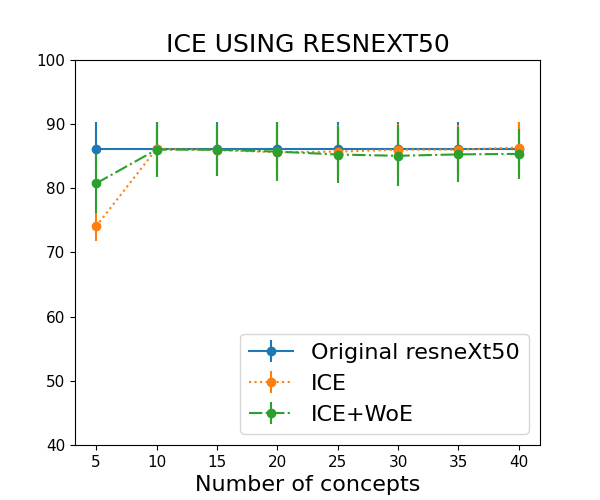 ICE USING RESNEXT50
100
90
80
70
60
50
40
Original resneXt50
ICE
ICE+WoE
5 10 15 20 25 30 35 40
Number of concepts